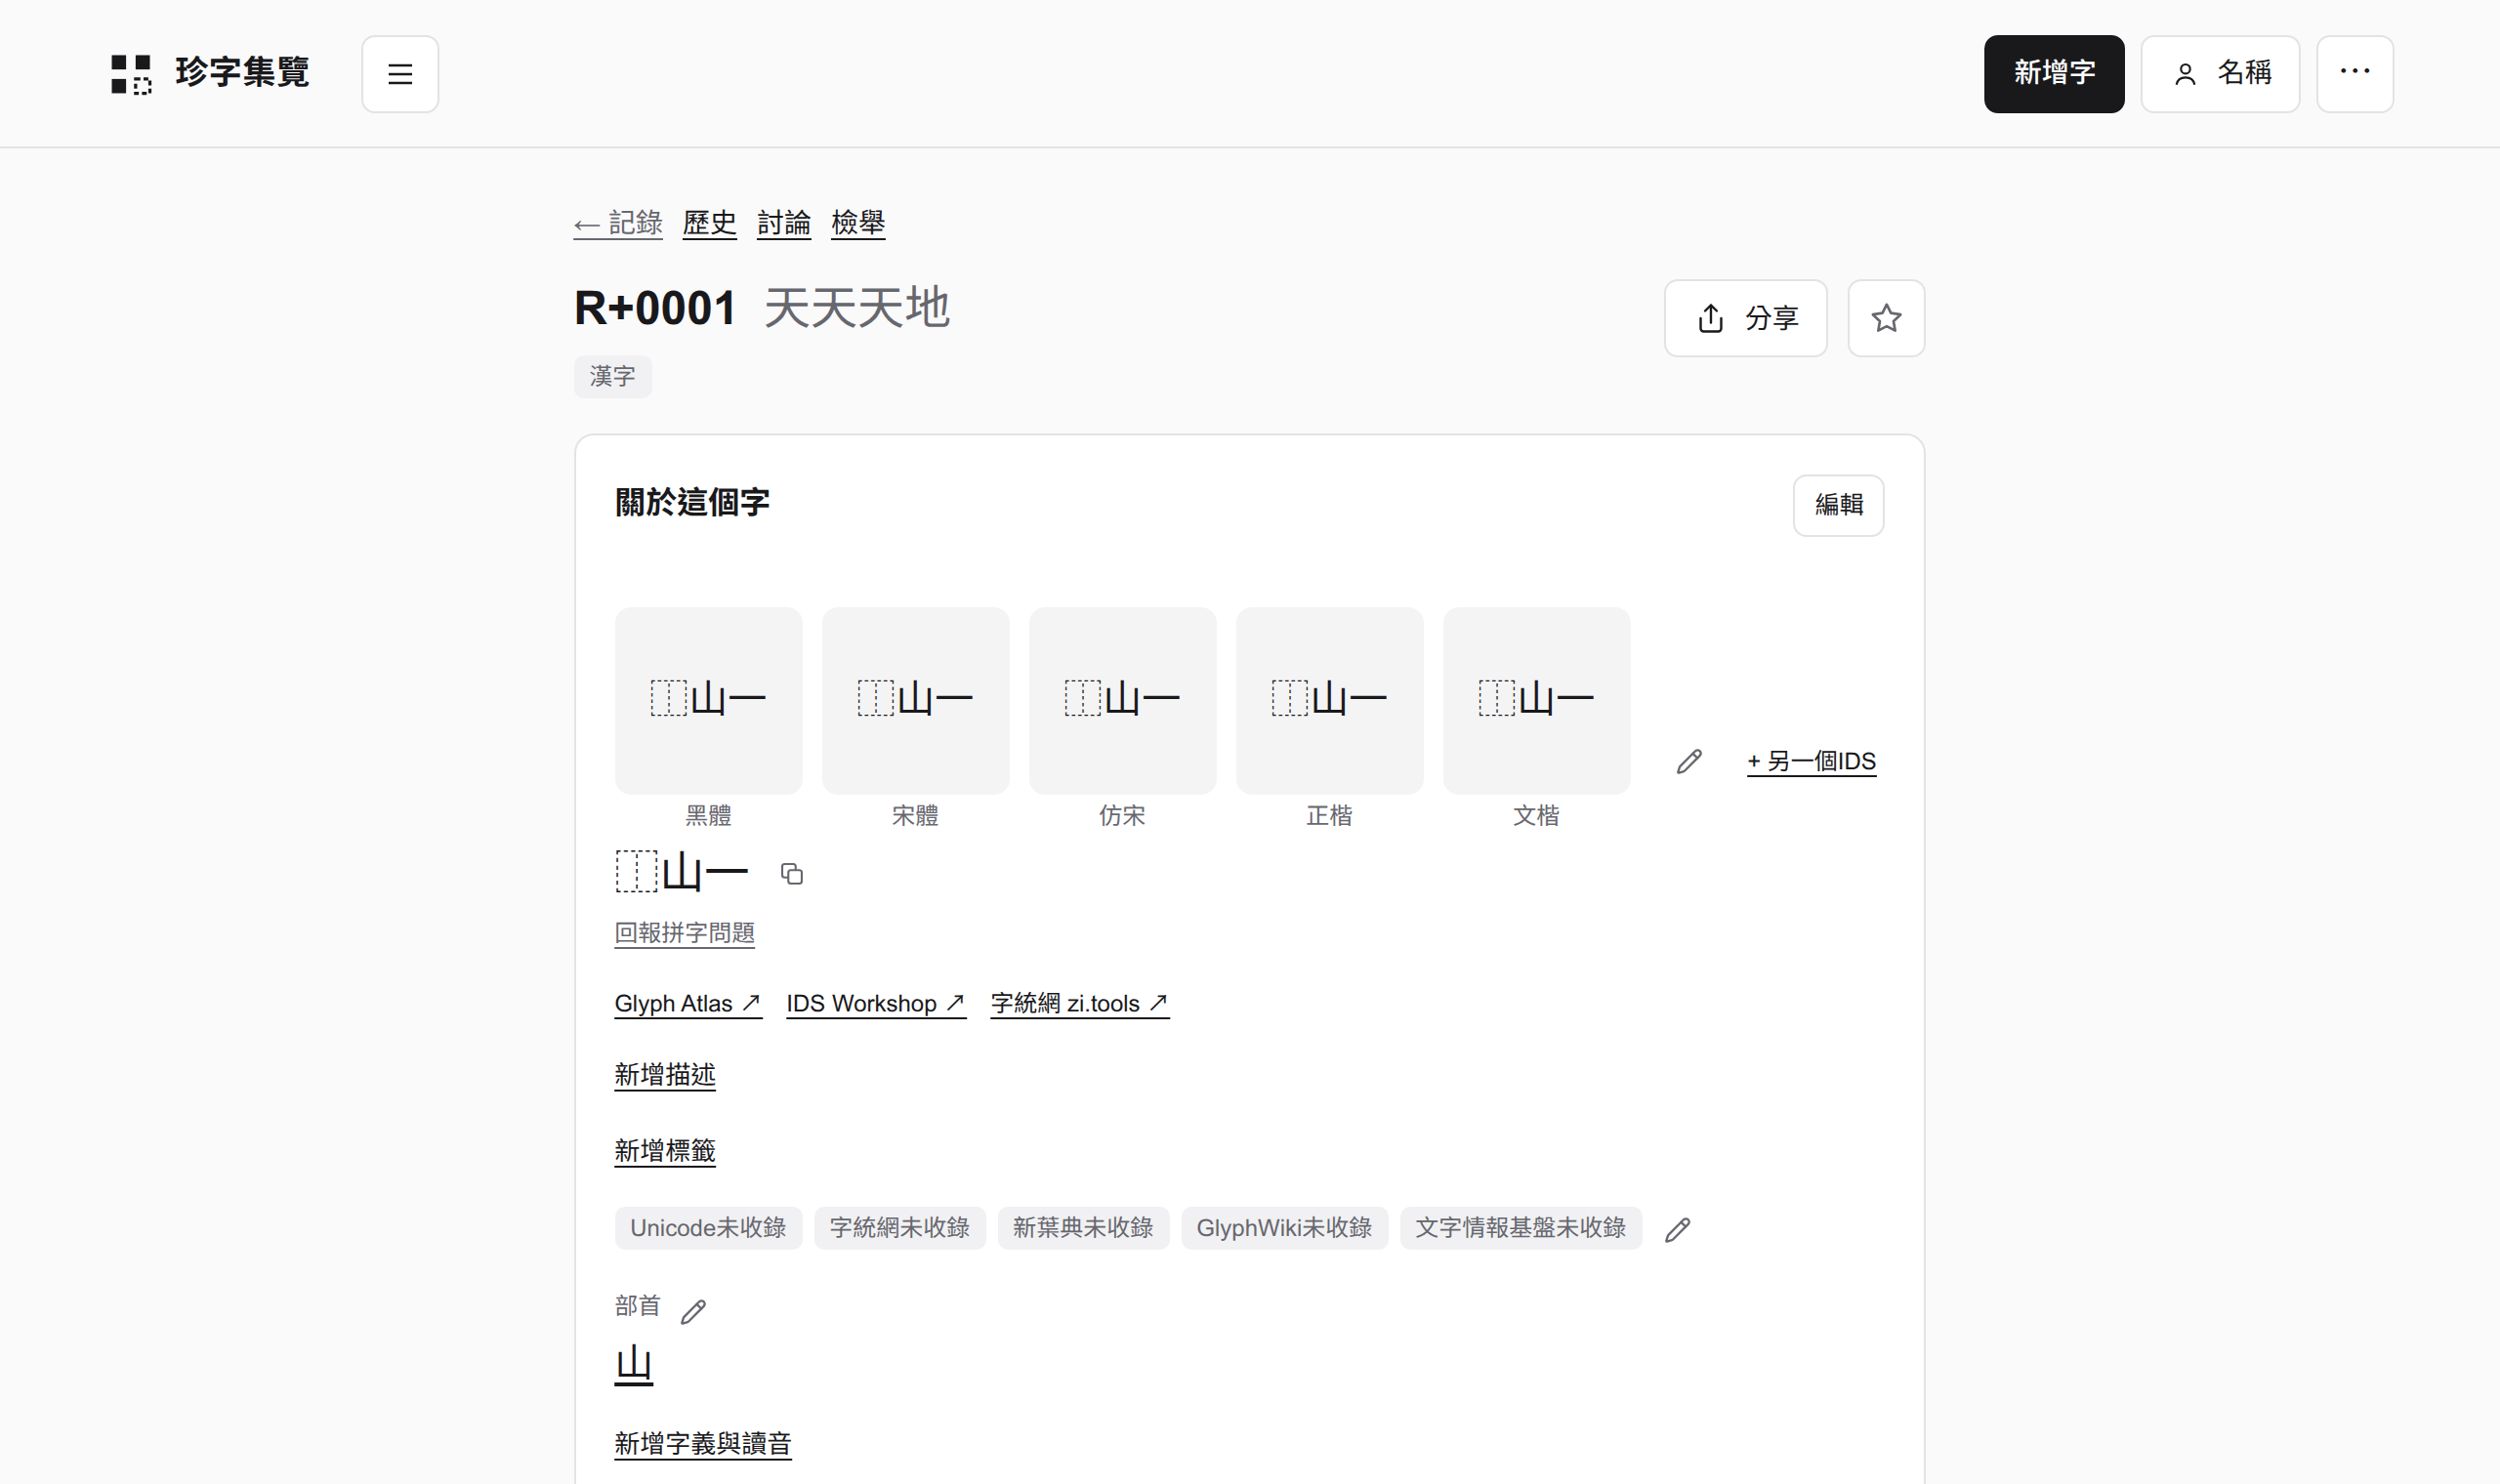 珍字集覽
新增字 名稱 ···
← 記錄 歷史 討論 檢舉
R+0001 天天天地
分享
漢字
關於這個字
編輯
⿰山一 ⿰山一 ⿰山一 ⿰山一 ⿰山一
+ 另一個IDS
黑體 宋體 仿宋 正楷 文楷
⿰山一
回報拼字問題
Glyph Atlas ↗ IDS Workshop ↗ 字統網 zi.tools ↗
新增描述
新增標籤
Unicode未收錄 字統網未收錄 新葉典未收錄 GlyphWiki未收錄 文字情報基盤未收錄
部首
山
新增字義與讀音